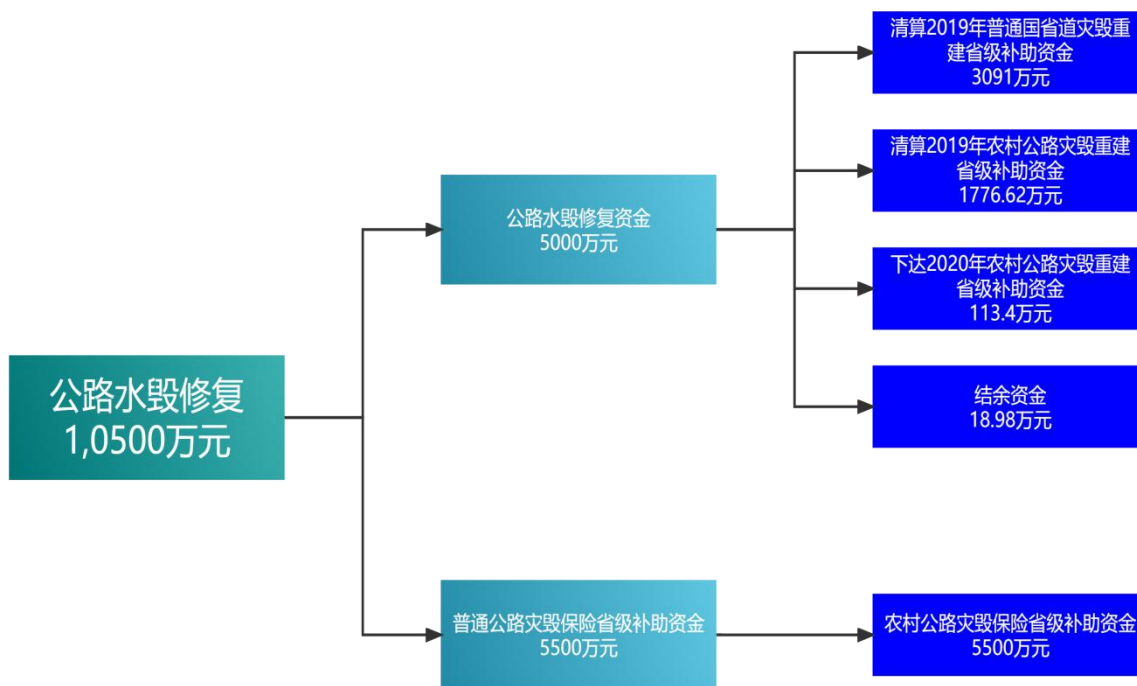 公路水毁修复
1,0500万元
公路水毁修复资金
5000万元
普通公路灾毁保险省级补助资金
5500万元
清算2019年普通国省道灾毁重
建省级补助资金
3091万元
清算2019年农村公路灾毁重建
省级补助资金
1776.62万元
下达2020年农村公路灾毁重建
省级补助资金
113.4万元
结余资金
18.98万元
农村公路灾毁保险省级补助资金
5500万元